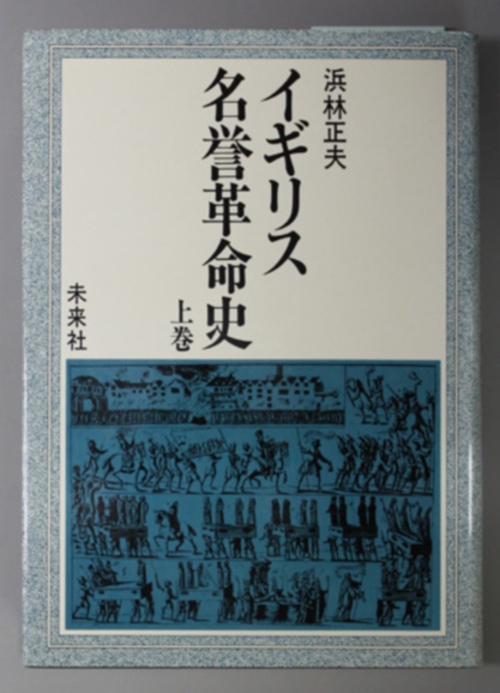 浜林正夫
イギリス
名誉革命史
上巻
未来社